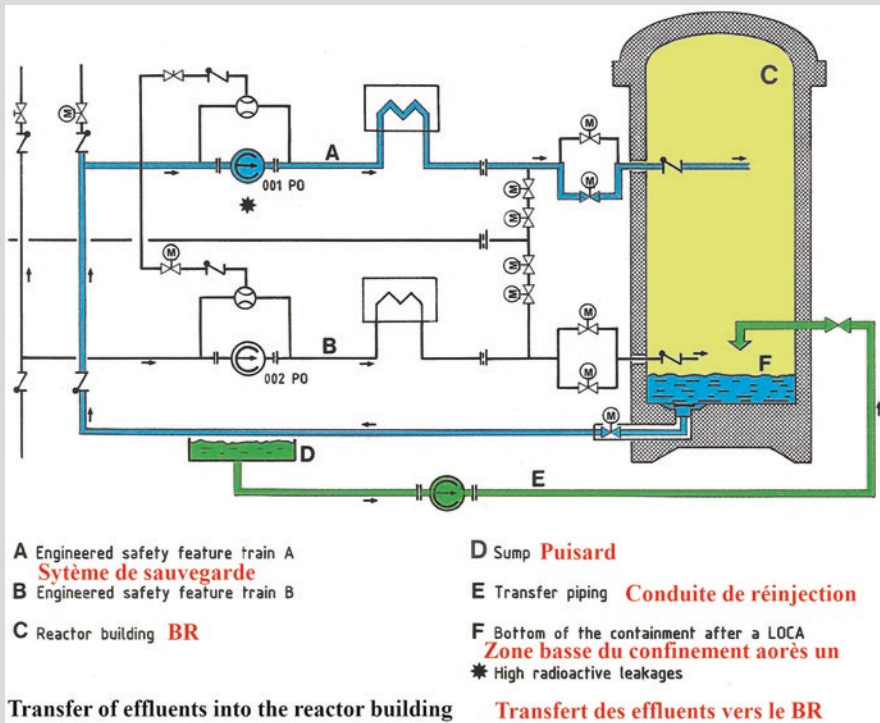 M
C
A
M
001 PO
M
M
M
M
M
M
B
M
F
002 PO
M
M
D
E
A Engineered safety feature train A
Sytème de sauvegarde
B Engineered safety feature train B
C Reactor building BR
D Sump Puisard
E Transfer piping Conduite de réinjection
F Bottom of the containment after a LOCA
Zone basse du confinement aorès un
✸ High radioactive leakages
Transfer of effluents into the reactor building
Transfert des effluents vers le BR